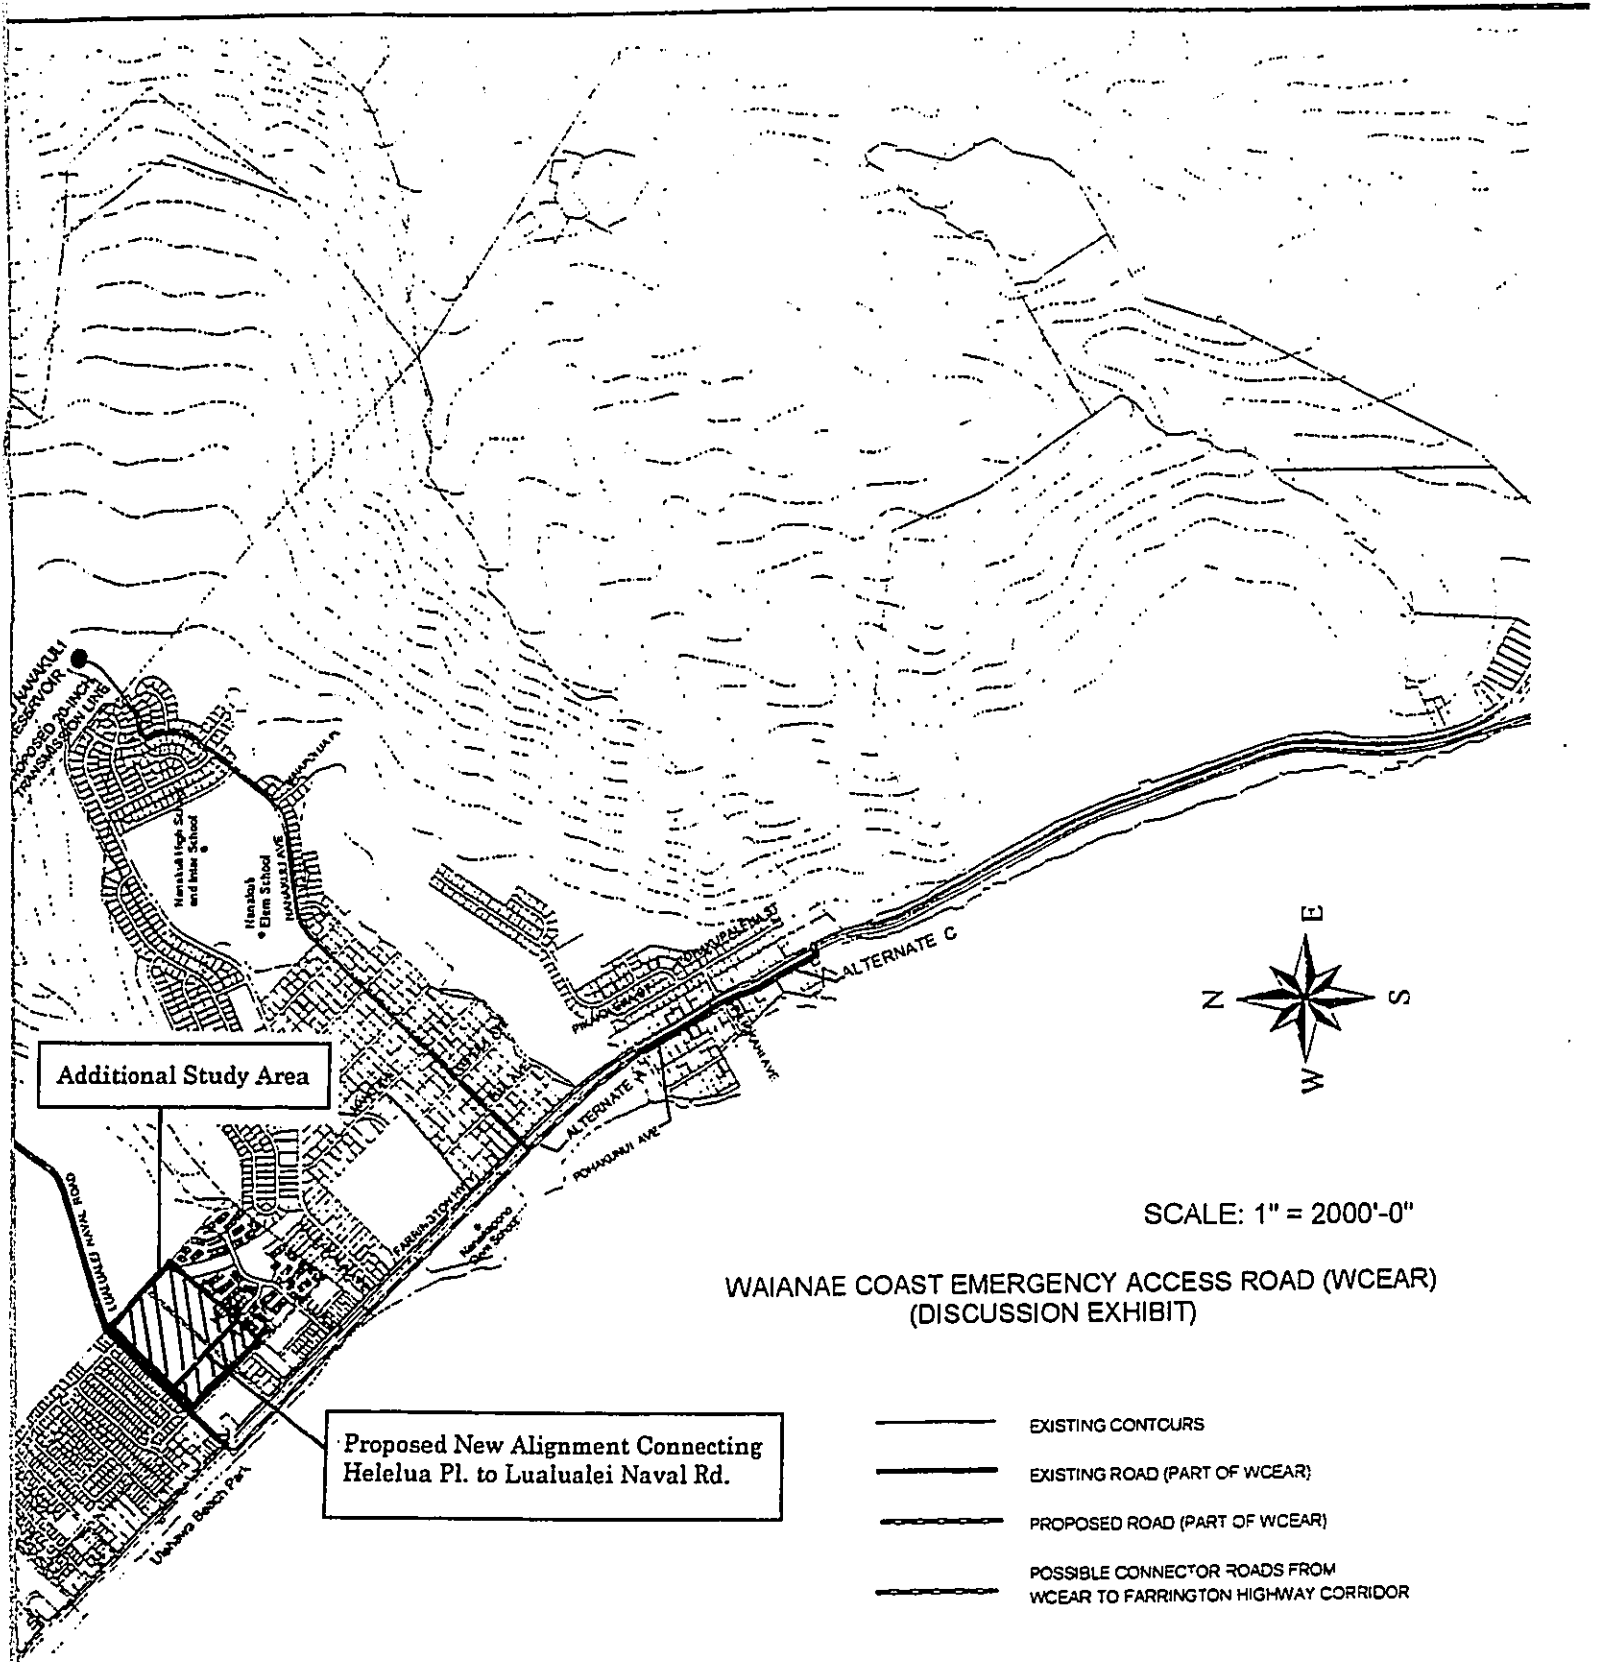 NANAKULI
RESERVOIR
PROPOSED 20-INCH
TRANSMISSION LINE
Nanakuli High School
and Inter School
Elem School
NANAKULI AVE
ALTERNATE C
ALTERNATE A
POHAKUNUI AVE
FARRINGTON HWY
Elem School
Additional Study Area
LUALUALEI NAVAL ROAD
LUALUALEI
Proposed New Alignment Connecting
Helelua Pl. to Lualualei Naval Rd.
Ulehawa Beach Park
N
E
S
W
SCALE: 1" = 2000'-0"
WAIANAE COAST EMERGENCY ACCESS ROAD (WCEAR)
(DISCUSSION EXHIBIT)
EXISTING CONTOURS
EXISTING ROAD (PART OF WCEAR)
PROPOSED ROAD (PART OF WCEAR)
POSSIBLE CONNECTOR ROADS FROM
WCEAR TO FARRINGTON HIGHWAY CORRIDOR